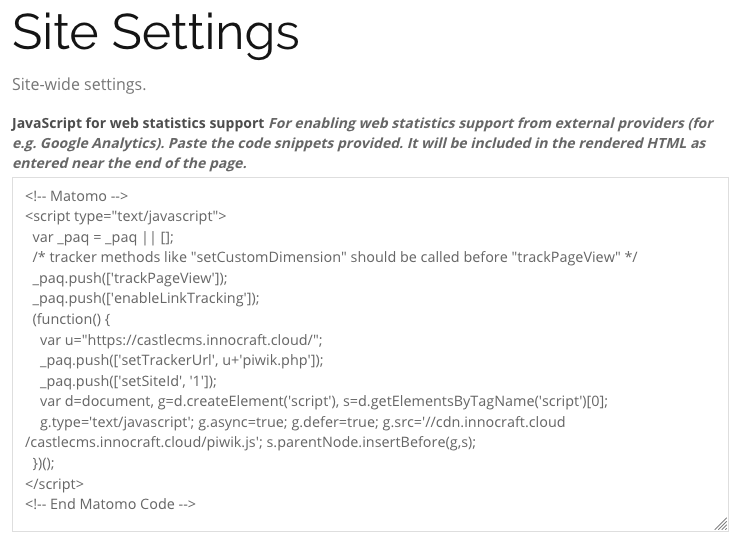 Site Settings
Site-wide settings.
JavaScript for web statistics support For enabling web statistics support from external providers (for
e.g. Google Analytics). Paste the code snippets provided. It will be included in the rendered HTML as
entered near the end of the page.
<!-- Matomo -->
<script type="text/javascript">
var _paq = _paq || [];
/* tracker methods like "setCustomDimension" should be called before "trackPageView" */
_paq.push(['trackPageView']);
_paq.push(['enableLinkTracking']);
(function() {
var u="https://castlecms.innocraft.cloud/";
_paq.push(['setTrackerUrl', u+'piwik.php']);
_paq.push(['setSiteId', '1']);
var d=document, g=d.createElement('script'), s=d.getElementsByTagName('script')[0];
g.type='text/javascript'; g.async=true; g.defer=true; g.src='//cdn.innocraft.cloud
/castlecms.innocraft.cloud/piwik.js'; s.parentNode.insertBefore(g,s);
})();
</script>
<!-- End Matomo Code -->